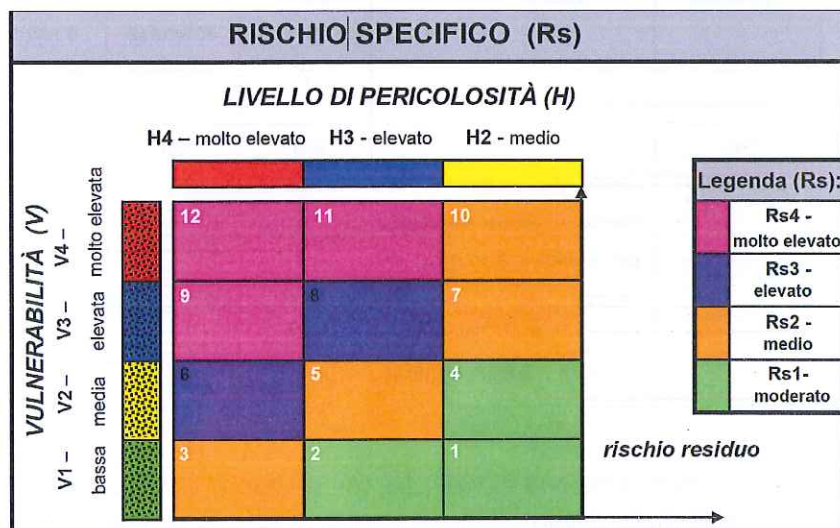 RISCHIO SPECIFICO (Rs)
LIVELLO DI PERICOLOSITÀ (H)
H4 – molto elevato H3 - elevato H2 - medio
VULNERABILITÀ (V)
V4 –
molto elevata
V3 –
elevata
V2 –
media
V1 –
bassa
12 11 10
9 8 7
6 5 4
3 2 1
Legenda (Rs):
Rs4 -
molto elevato
Rs3 -
elevato
Rs2 -
medio
Rs1-
moderato
rischio residuo